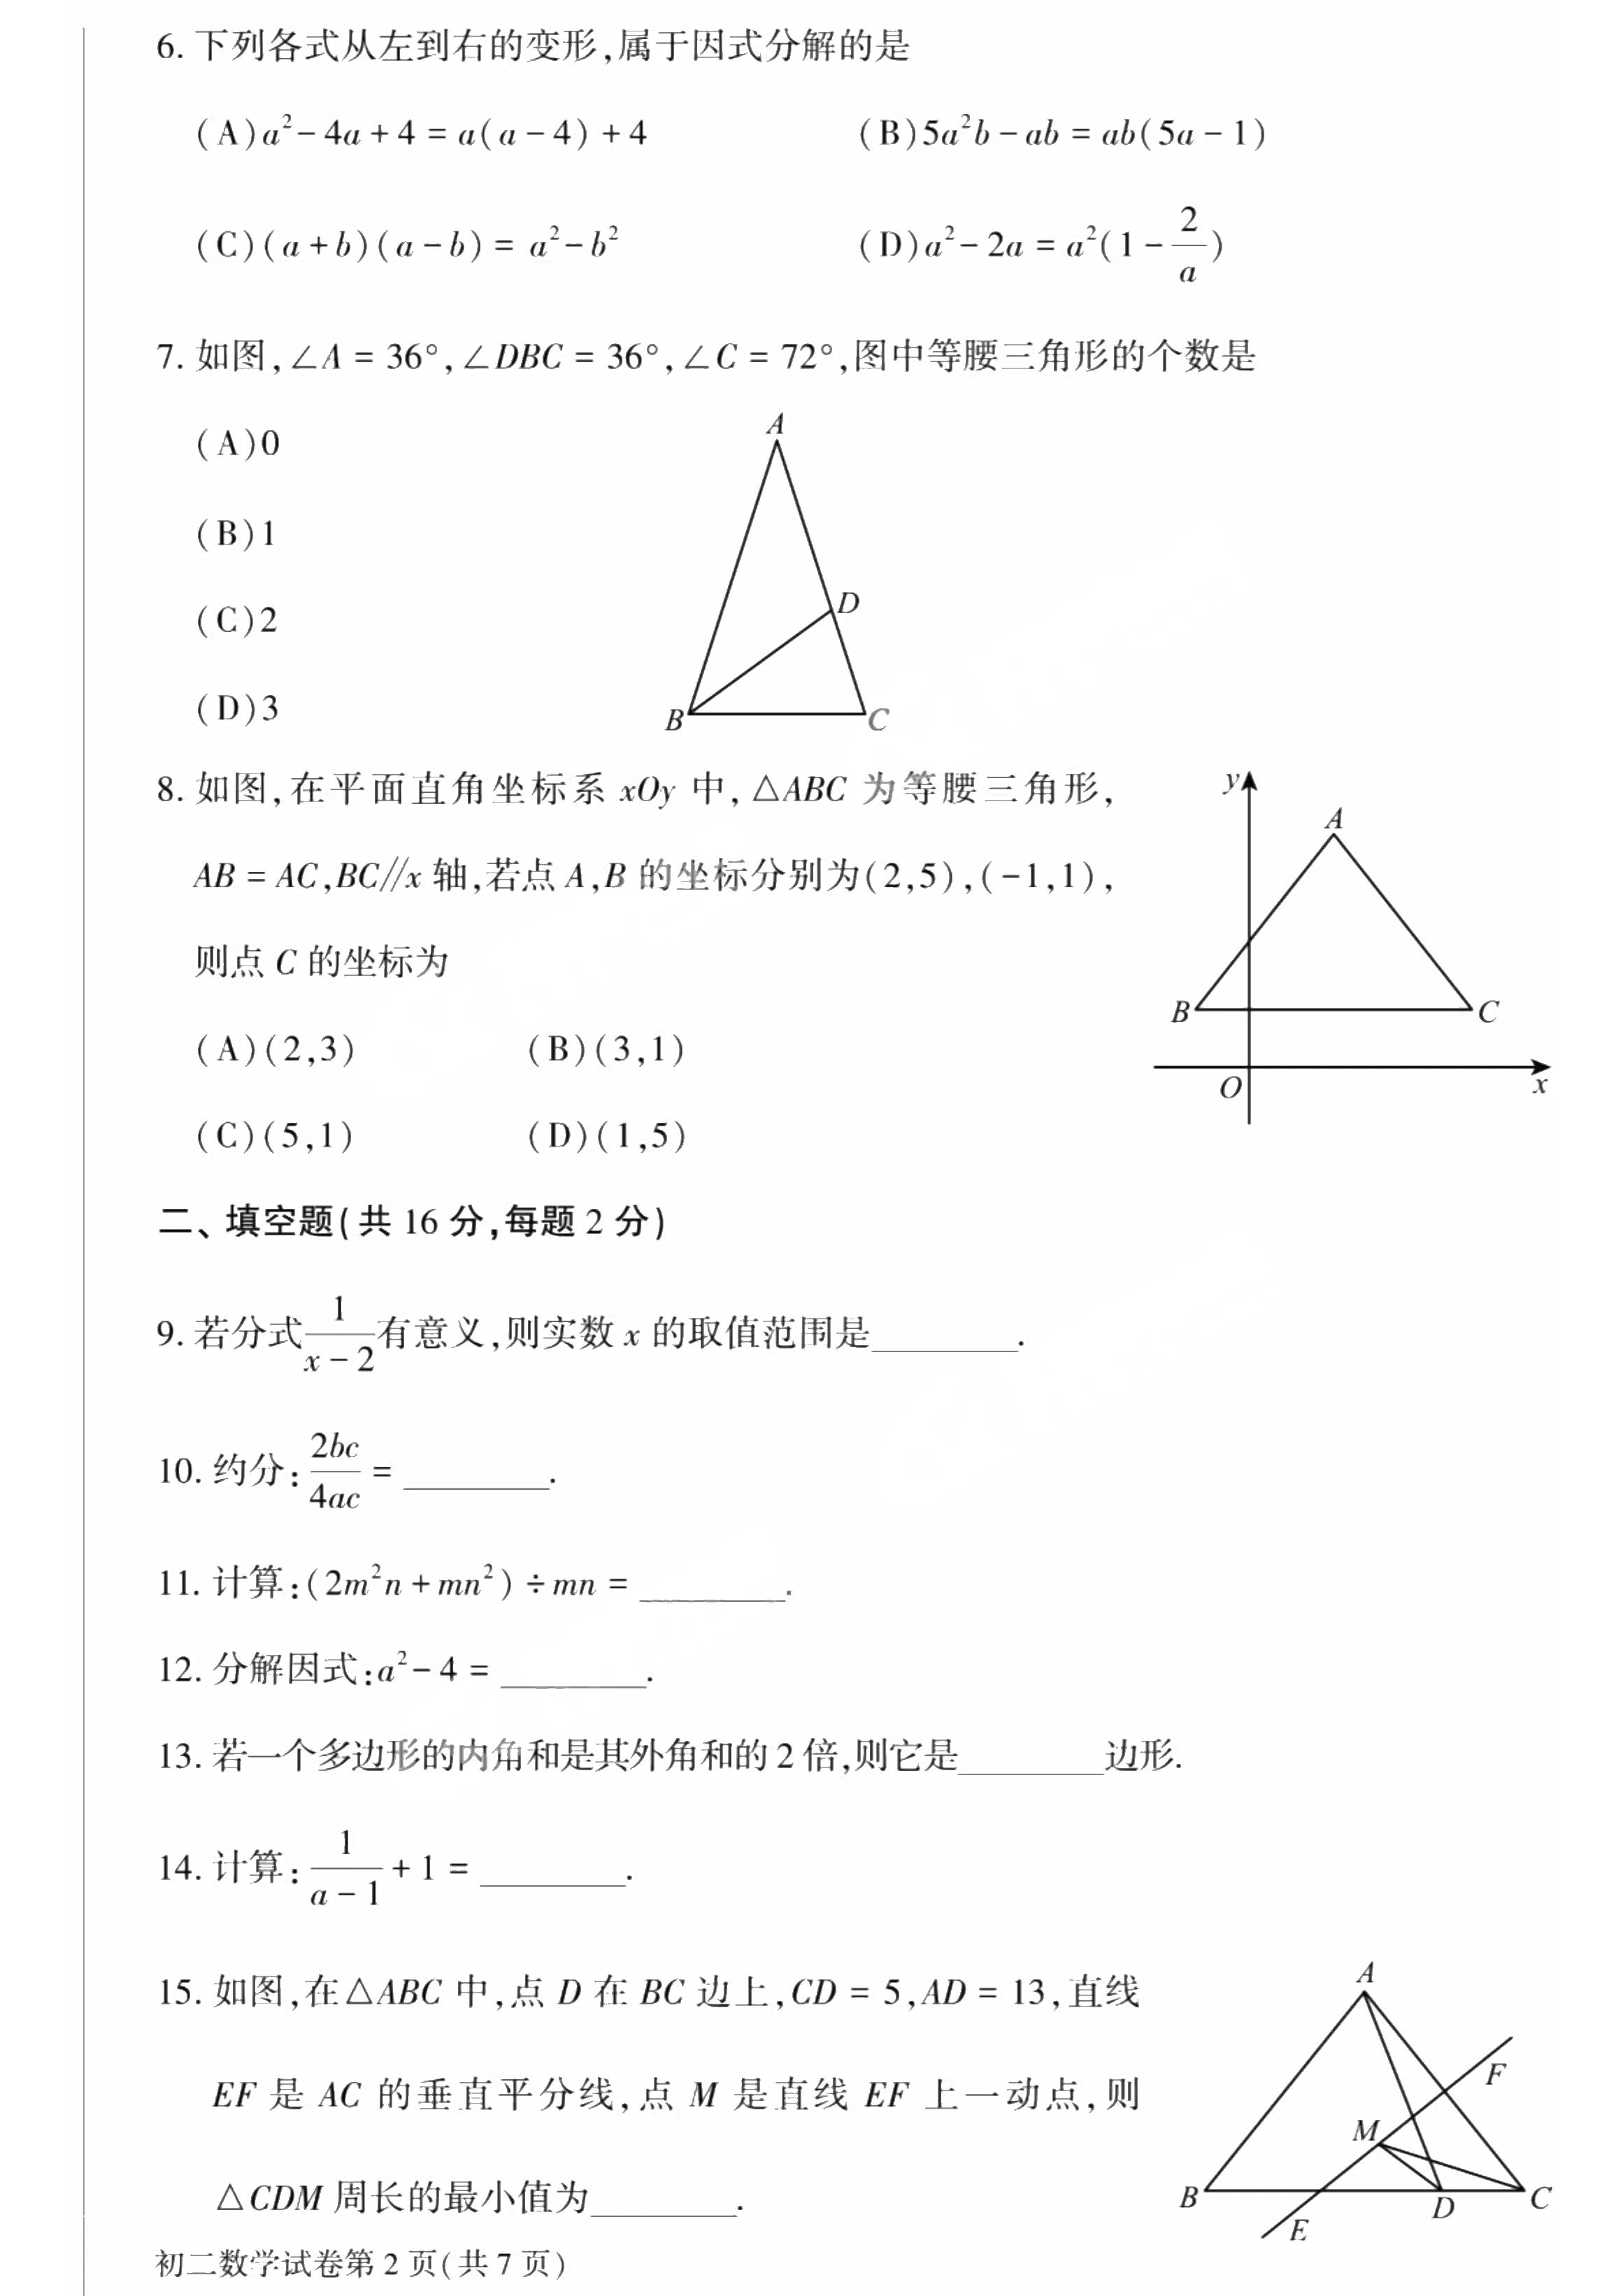 6. 下列各式从左到右的变形,属于因式分解的是
(A)a²-4a+4=a(a-4)+4 (B)5a²b-ab=ab(5a-1)
(C)(a+b)(a-b)=a²-b² (D)a²-2a=a²(1-2/a)
7. 如图,∠A=36°,∠DBC=36°,∠C=72°,图中等腰三角形的个数是
(A)0
(B)1
(C)2
(D)3
A
D
B
C
8. 如图,在平面直角坐标系 xOy 中,△ABC 为等腰三角形,
AB=AC,BC∥x 轴,若点 A,B 的坐标分别为(2,5),(-1,1),
则点 C 的坐标为
(A)(2,3) (B)(3,1)
(C)(5,1) (D)(1,5)
y
A
B
C
O
x
二、填空题(共 16 分,每题 2 分)
9. 若分式1/(x-2)有意义,则实数 x 的取值范围是________.
10. 约分:2bc/4ac=________.
11. 计算:(2m²n+mn²)÷mn=________.
12. 分解因式:a²-4=________.
13. 若一个多边形的内角和是其外角和的 2 倍,则它是________边形.
14. 计算:1/(a-1)+1=________.
15. 如图,在△ABC 中,点 D 在 BC 边上,CD=5,AD=13,直线
EF 是 AC 的垂直平分线,点 M 是直线 EF 上一动点,则
△CDM 周长的最小值为________.
A
F
M
B
D
C
E
初二数学试卷第 2 页(共 7 页)